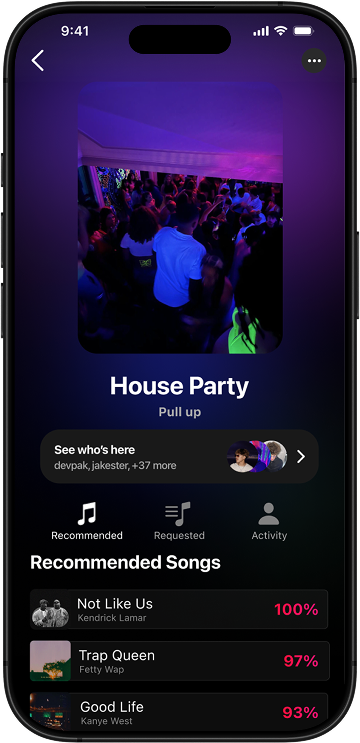 9:41
House Party
Pull up
See who's here
devpak, jakester, +37 more
Recommended
Requested
Activity
Recommended Songs
Not Like Us
Kendrick Lamar
100%
Trap Queen
Fetty Wap
97%
Good Life
Kanye West
93%